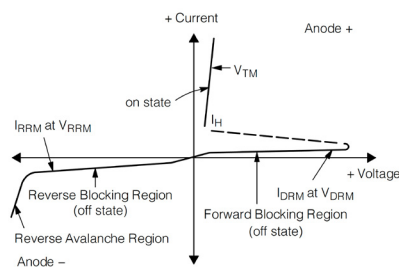 + Current
Anode +
VTM
on state
IH
IRRM at VRRM
+ Voltage
IDRM at VDRM
Reverse Blocking Region
(off state)
Forward Blocking Region
(off state)
Reverse Avalanche Region
Anode –